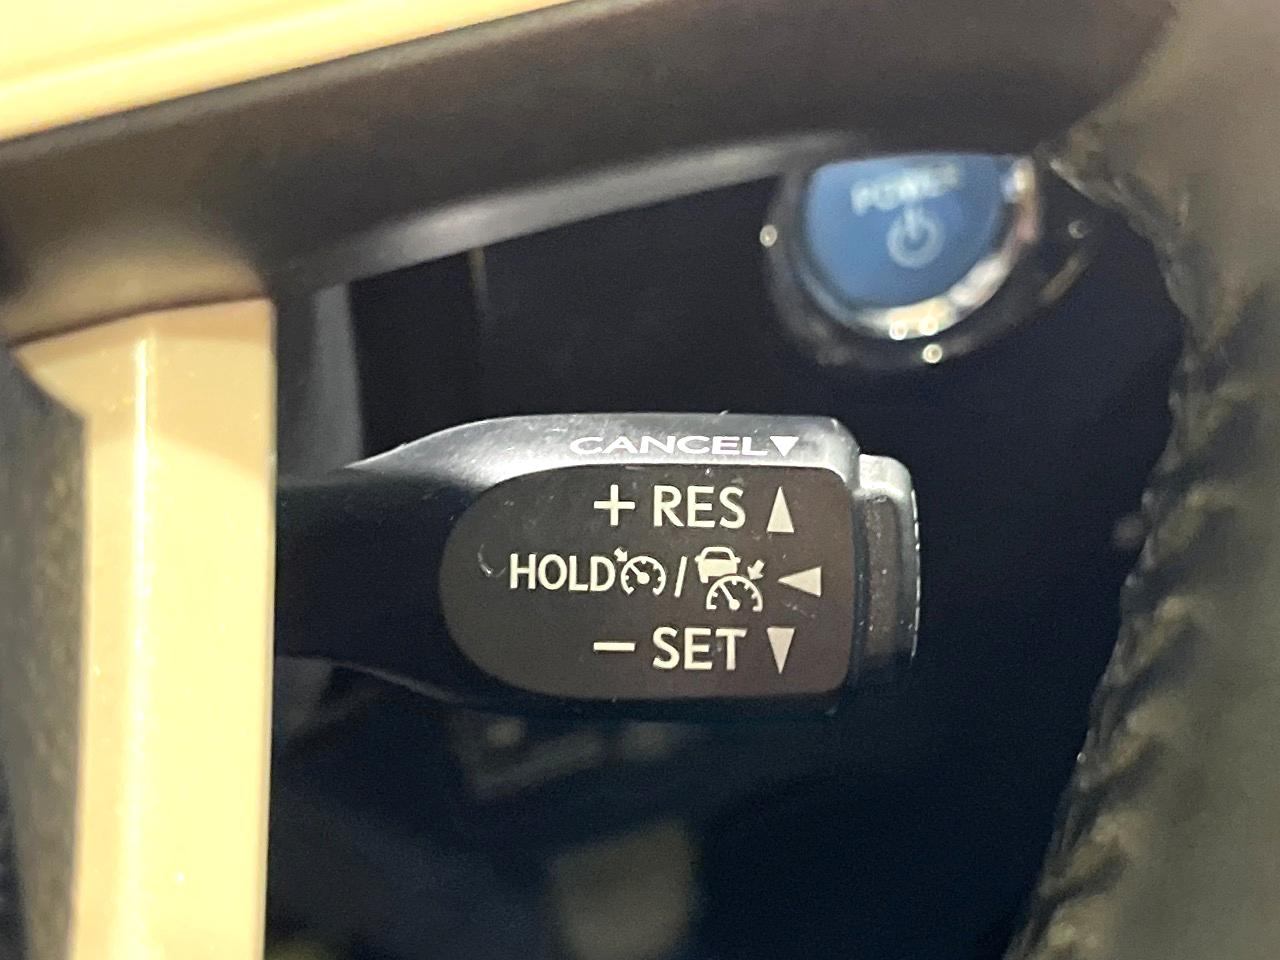 POWER
CANCEL▼
+ RES ▲
HOLD / ◀
− SET ▼